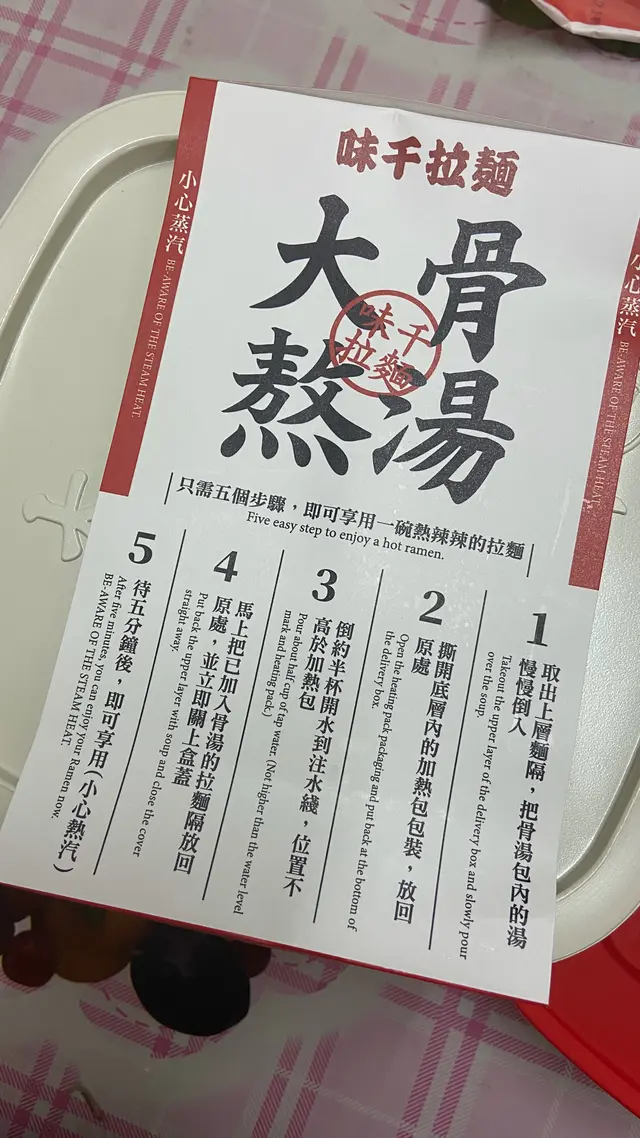 味千拉麵
大骨
熬湯
味千
拉麵
小心蒸汽 BE-AWARE OF THE STEAM HEAT.
小心蒸汽 BE-AWARE OF THE STEAM HEAT.
只需五個步驟，即可享用一碗熱辣辣的拉麵
Five easy step to enjoy a hot ramen.
1
取出上層麵隔，把骨湯包內的湯
慢慢倒入
Takeout the upper layer of the delivery box and slowly pour
over the soup.
2
撕開底層內的加熱包包裝，放回
原處
Open the heating pack packaging and put back at the bottom of
the delivery box.
3
倒約半杯開水到注水綫，位置不
高於加熱包
Pour about half cup of tap water. (Not higher than the water level
mark and heating pack.)
4
馬上把已加入骨湯的拉麵隔放回
原處，並立即關上盒蓋
Put back the upper layer with soup and close the cover
straight away.
5
待五分鐘後，即可享用(小心熱汽)
After five minutes, you can enjoy your Ramen now.
BE-AWARE OF THE STEAM HEAT.